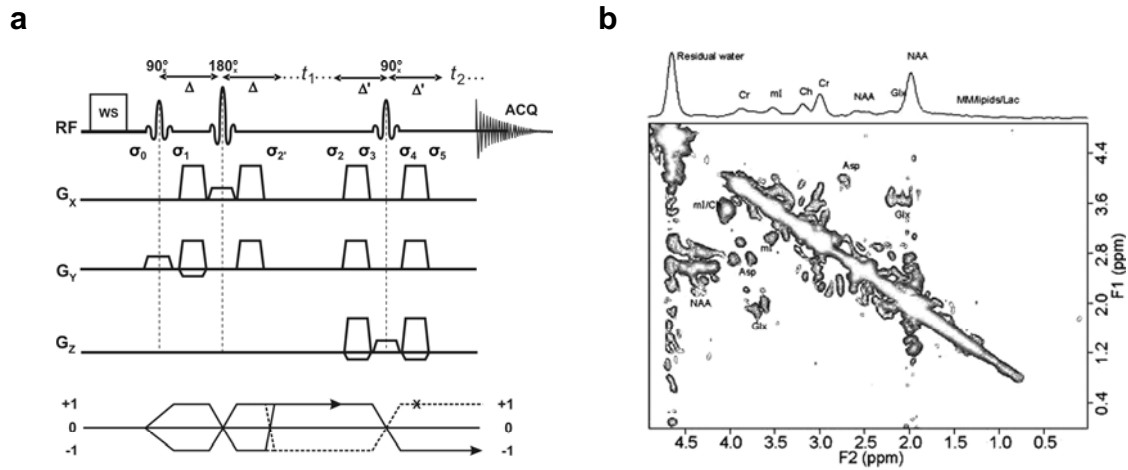 a
90°ₓ 180°ₓ 90°ₓ
Δ Δ t₁ Δ' Δ' t₂
WS
ACQ
RF
σ₀ σ₁ σ₂' σ₂ σ₃ σ₄ σ₅
Gₓ
Gᵧ
G_Z
+1 x +1
0 0
-1 -1
b
Residual water
NAA
Cr mI Ch Cr NAA Glx MM/lipids/Lac
Asp
mI/Ch
Glx
mI
Asp
NAA
Glx
4.4
3.6
2.8
2.0
1.2
0.4
F1 (ppm)
4.5 4.0 3.5 3.0 2.5 2.0 1.5 1.0 0.5
F2 (ppm)